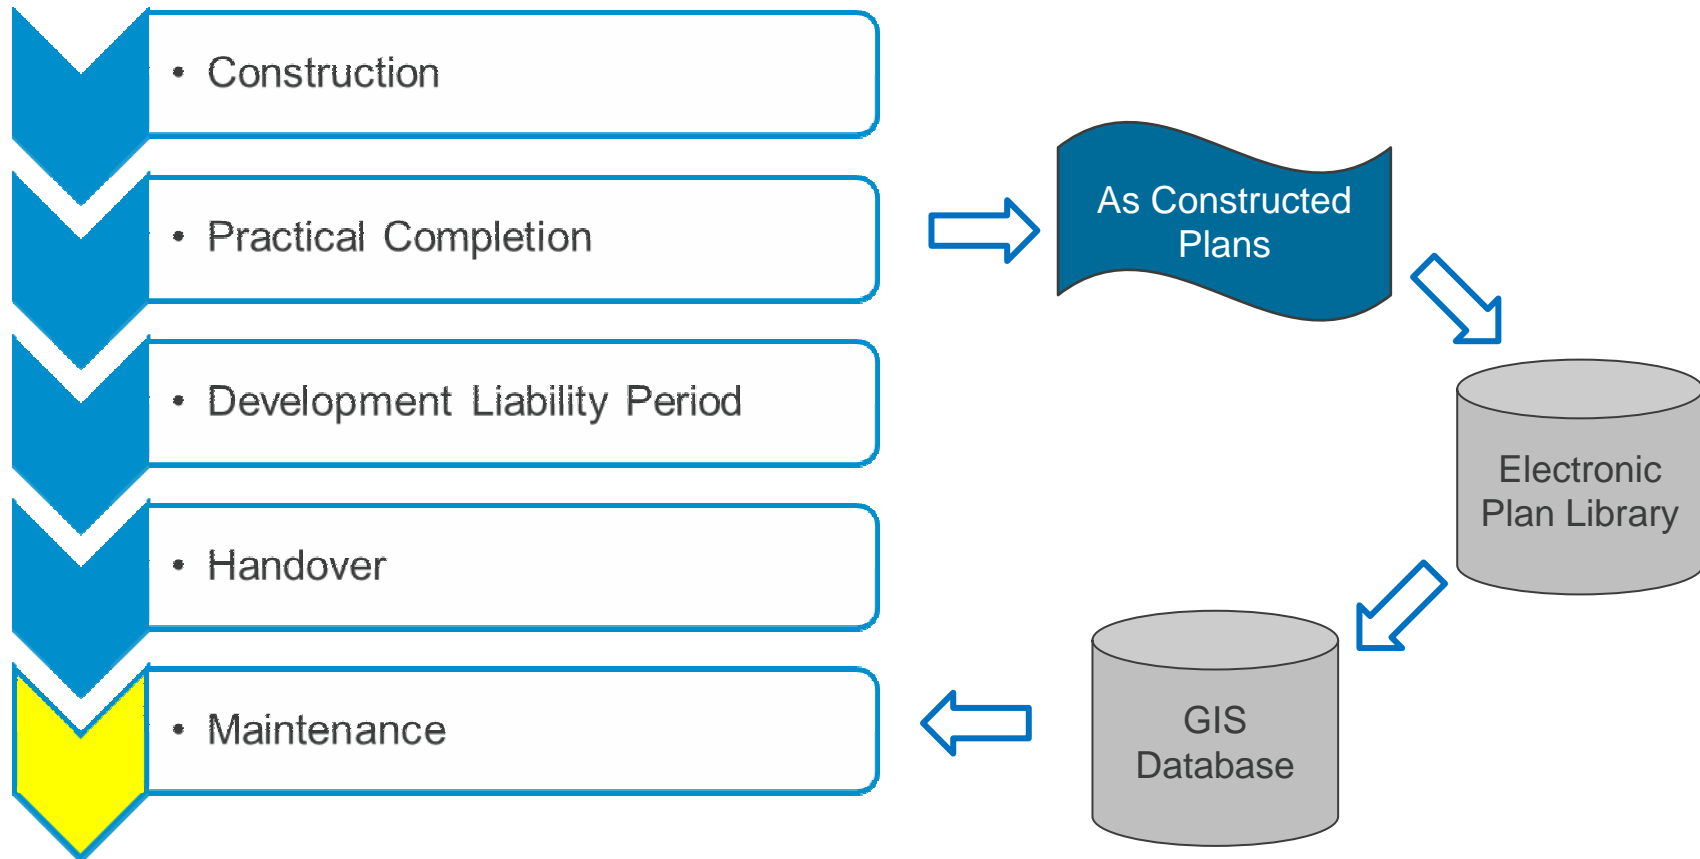 • Construction
• Practical Completion
• Development Liability Period
• Handover
• Maintenance
As Constructed
Plans
Electronic
Plan Library
GIS
Database